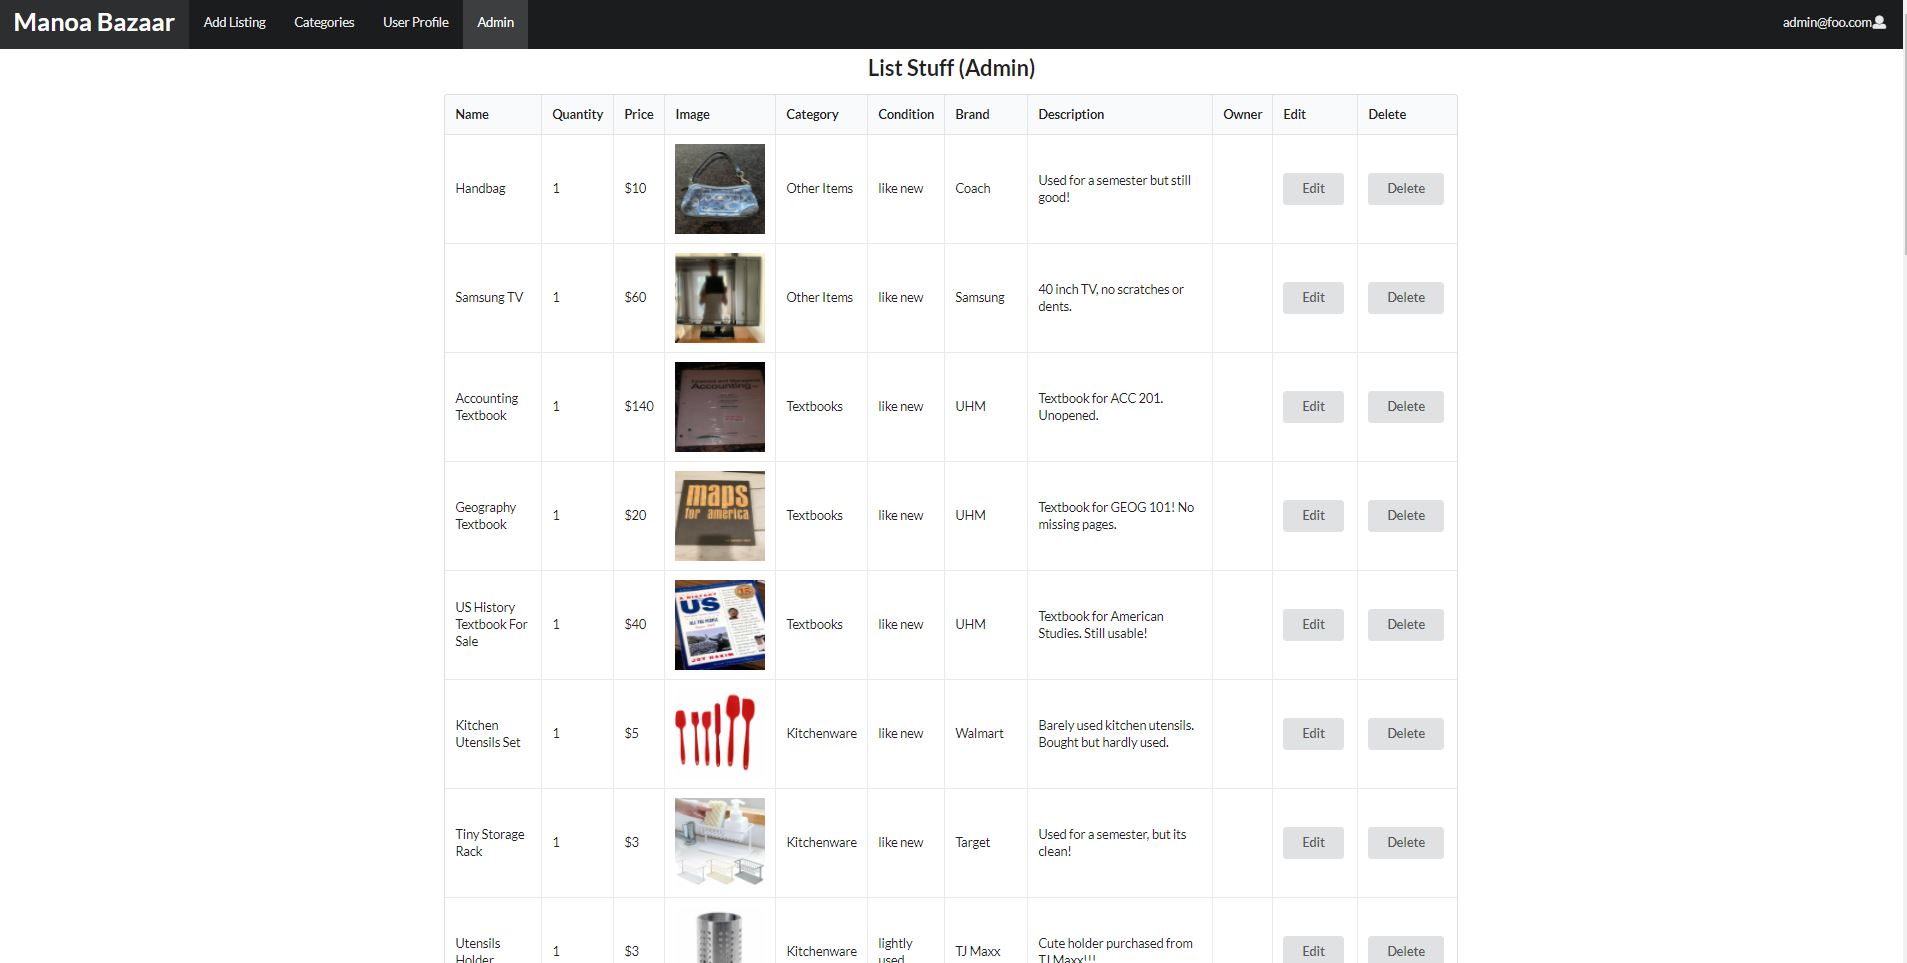 Manoa Bazaar Add Listing Categories User Profile Admin admin@foo.com
List Stuff (Admin)
Name Quantity Price Image Category Condition Brand Description Owner Edit Delete
Handbag 1 $10 Other Items like new Coach Used for a semester but still
good!
Edit Delete
Samsung TV 1 $60 Other Items like new Samsung 40 inch TV, no scratches or
dents.
Edit Delete
Accounting
Textbook
1 $140
Accounting
Textbooks like new UHM Textbook for ACC 201.
Unopened.
Edit Delete
Geography
Textbook
1 $20
maps
for america
Textbooks like new UHM Textbook for GEOG 101! No
missing pages.
Edit Delete
US History
Textbook For
Sale
1 $40
A HISTORY
US
ALL THE PEOPLE
JOY HAKIM
Textbooks like new UHM Textbook for American
Studies. Still usable!
Edit Delete
Kitchen
Utensils Set
1 $5 Kitchenware like new Walmart Barely used kitchen utensils.
Bought but hardly used.
Edit Delete
Tiny Storage
Rack
1 $3 Kitchenware like new Target Used for a semester, but its
clean!
Edit Delete
Utensils
Holder
1 $3 Kitchenware lightly
used
TJ Maxx Cute holder purchased from
TJ Maxx!!!
Edit Delete